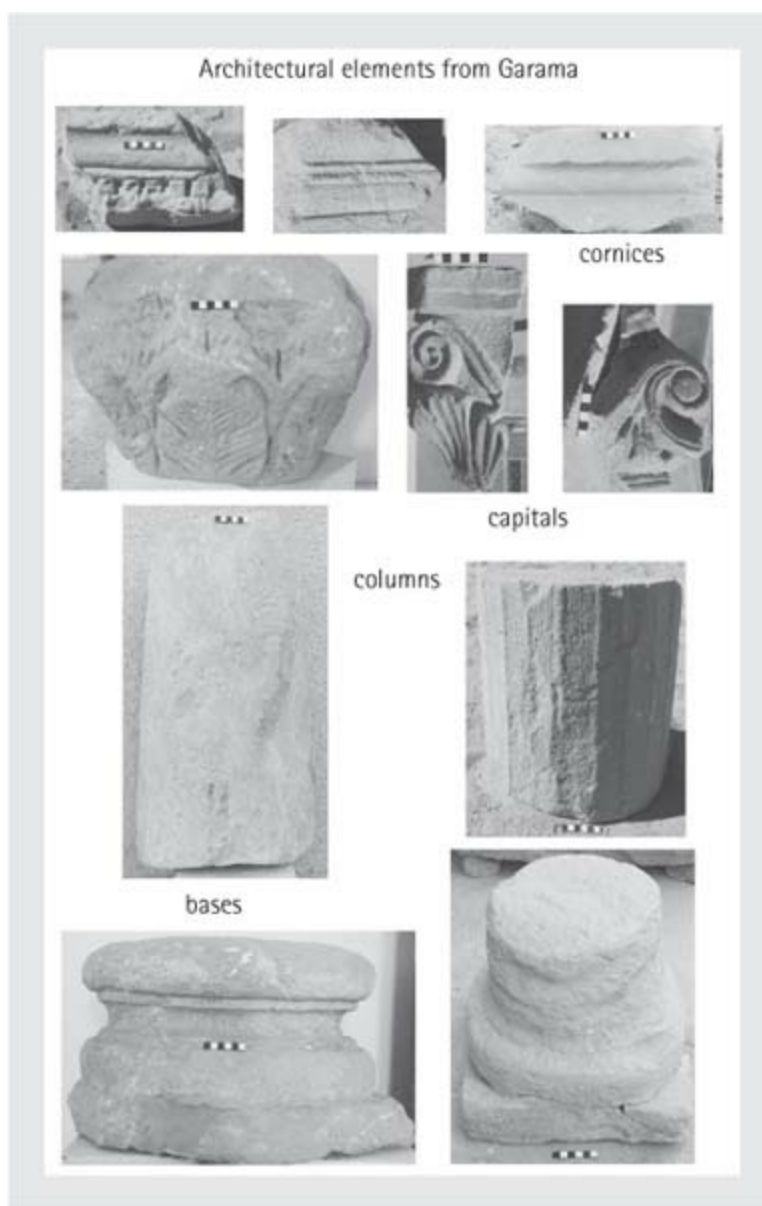 Architectural elements from Garama
cornices
capitals
columns
bases